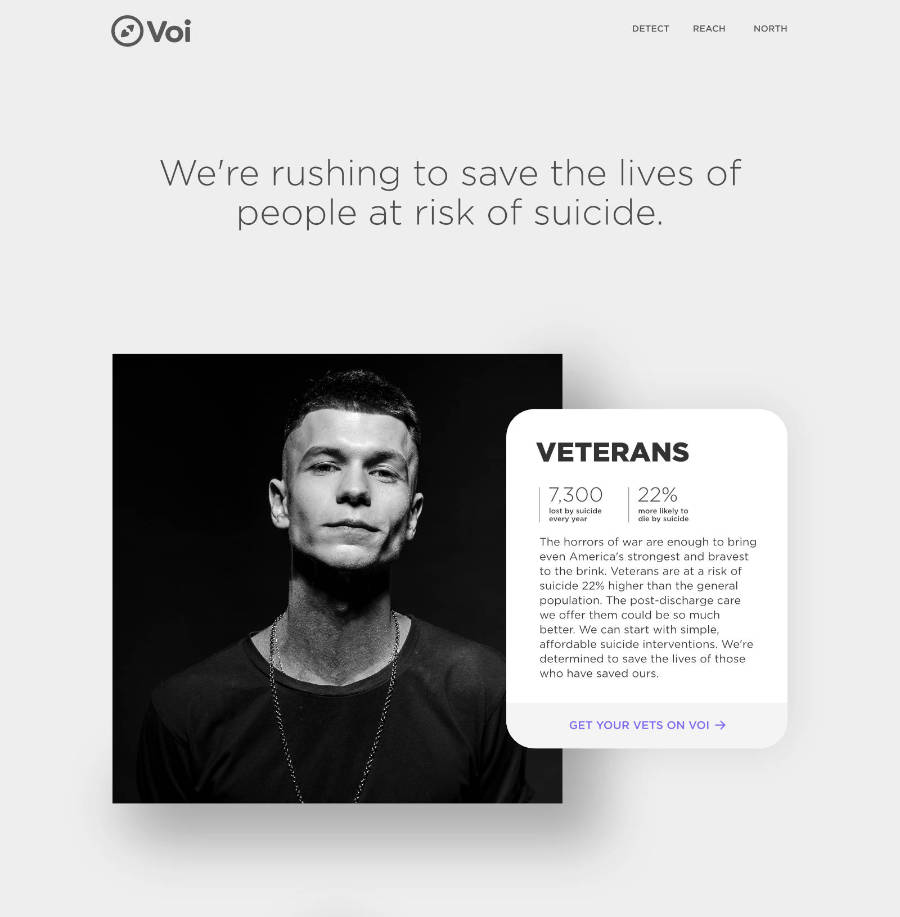 Voi
DETECT REACH NORTH
We're rushing to save the lives of
people at risk of suicide.
VETERANS
7,300
lost by suicide
every year
22%
more likely to
die by suicide
The horrors of war are enough to bring
even America's strongest and bravest
to the brink. Veterans are at a risk of
suicide 22% higher than the general
population. The post-discharge care
we offer them could be so much
better. We can start with simple,
affordable suicide interventions. We're
determined to save the lives of those
who have saved ours.
GET YOUR VETS ON VOI →